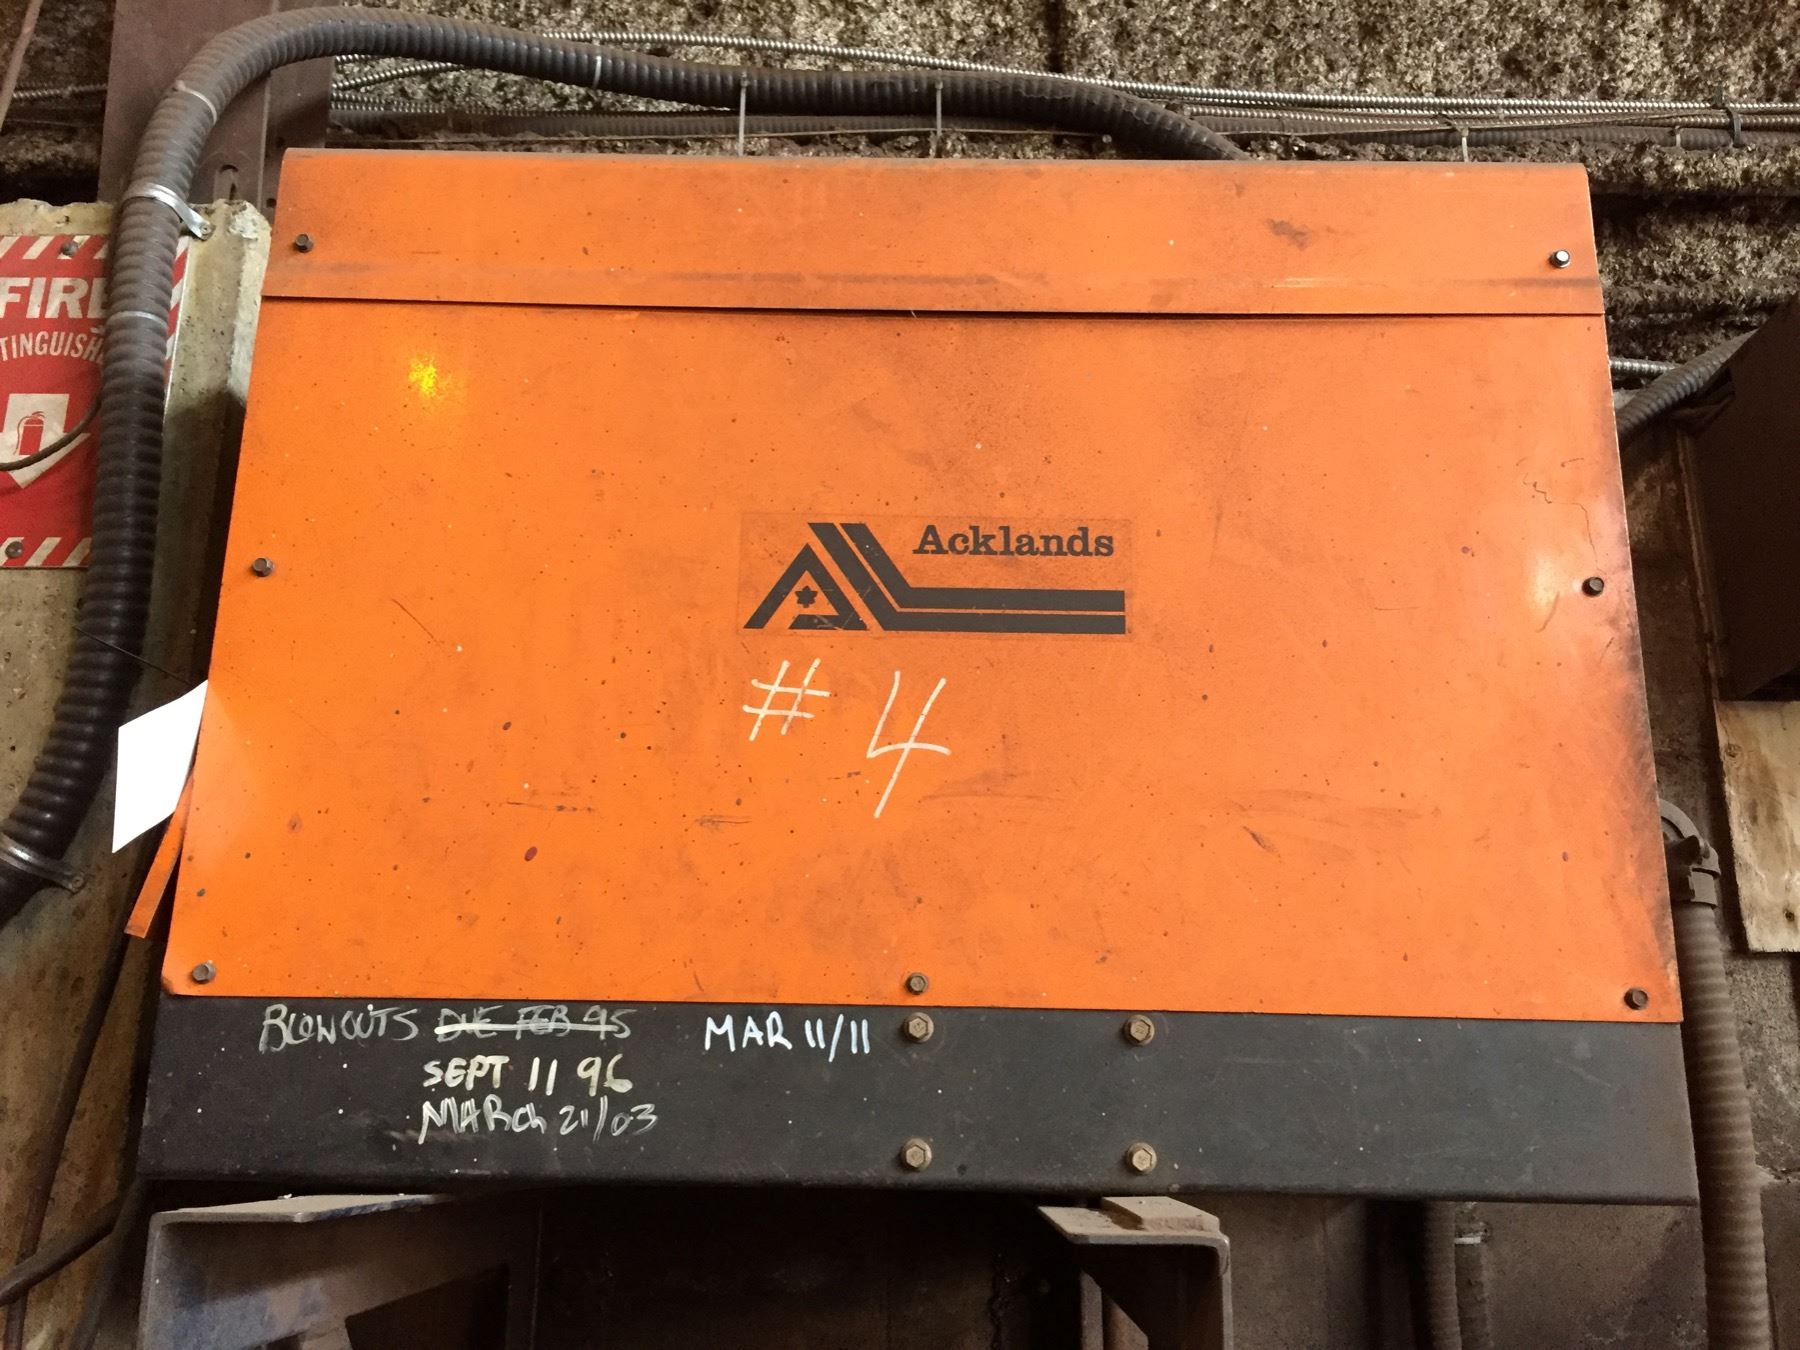 FIRE
TINGUISH
Acklands
# 4
BLOWOUTS DUE FEB 95 MAR 11/11
SEPT 11 96
MARCH 21/03